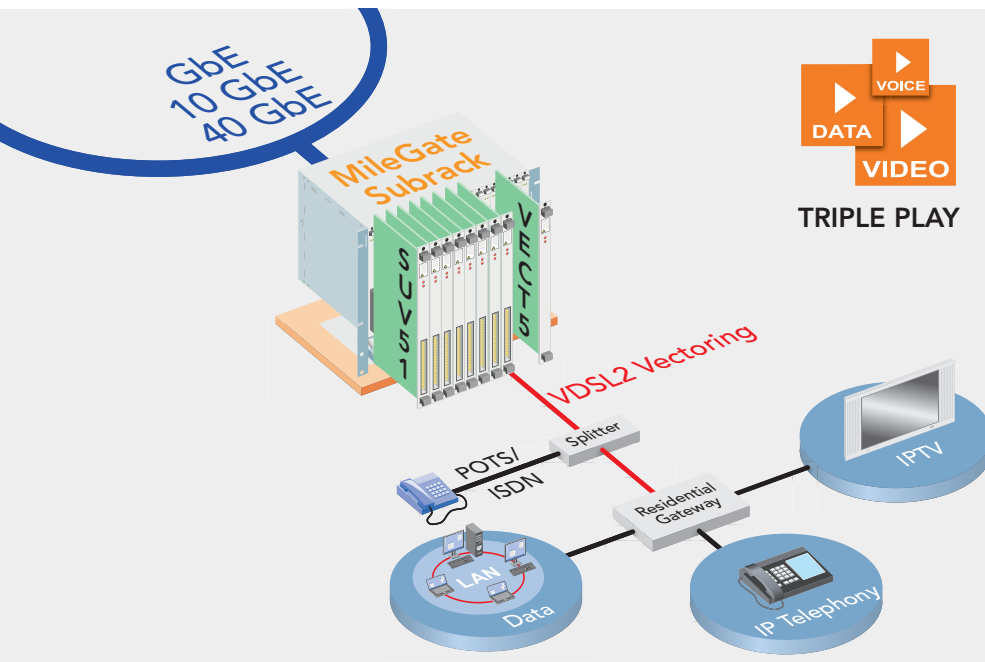 GbE
10 GbE
40 GbE
MileGate
Subrack
SUV51
VECT5
VOICE
DATA
VIDEO
TRIPLE PLAY
VDSL2 Vectoring
Splitter
POTS/
ISDN
Residential
Gateway
IPTV
LAN
Data
IP Telephony